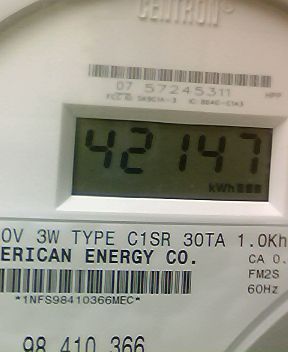 CENTRON®
07 57245311 HPP
42147
kWh
0V 3W TYPE C1SR 30TA 1.0Kh
ERICAN ENERGY CO. CA 0.
FM2S
*1NFS98410366MEC* 60Hz
98 410 366